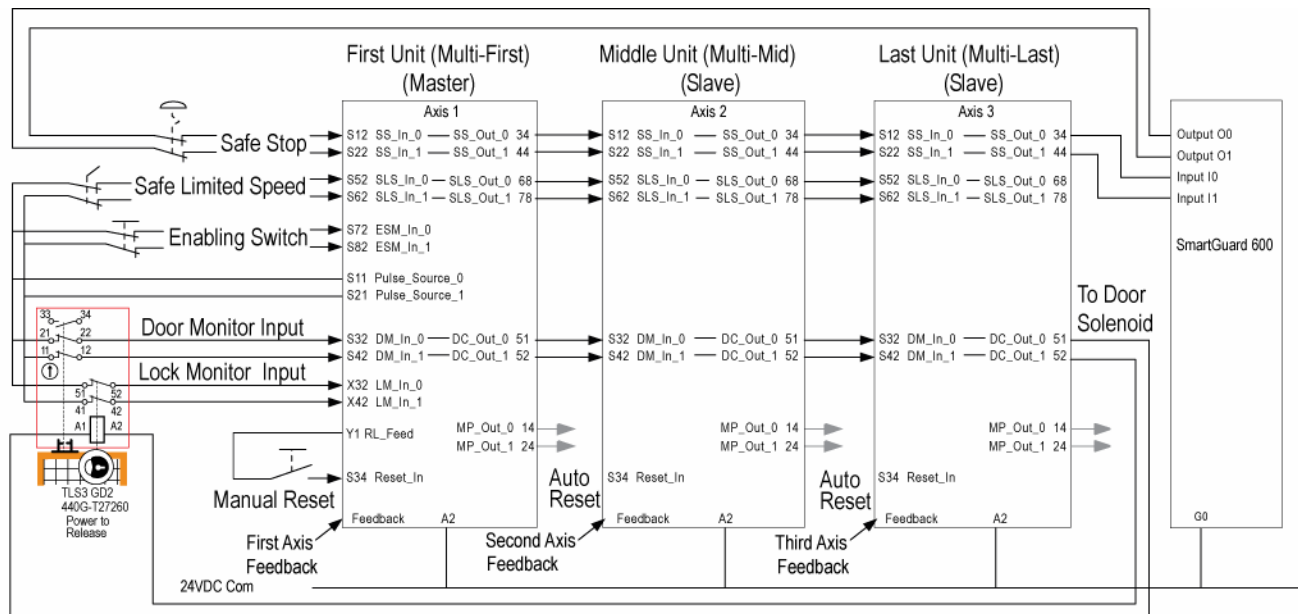 First Unit (Multi-First)
(Master)
Middle Unit (Multi-Mid)
(Slave)
Last Unit (Multi-Last)
(Slave)
Axis 1
Axis 2
Axis 3
Safe Stop
S12 SS_In_0 — SS_Out_0 34
S22 SS_In_1 — SS_Out_1 44
S12 SS_In_0 — SS_Out_0 34
S22 SS_In_1 — SS_Out_1 44
S12 SS_In_0 — SS_Out_0 34
S22 SS_In_1 — SS_Out_1 44
Output O0
Output O1
Input I0
Input I1
SmartGuard 600
Safe Limited Speed
S52 SLS_In_0 — SLS_Out_0 68
S62 SLS_In_1 — SLS_Out_1 78
S52 SLS_In_0 — SLS_Out_0 68
S62 SLS_In_1 — SLS_Out_1 78
S52 SLS_In_0 — SLS_Out_0 68
S62 SLS_In_1 — SLS_Out_1 78
Enabling Switch
S72 ESM_In_0
S82 ESM_In_1
S11 Pulse_Source_0
S21 Pulse_Source_1
To Door
Solenoid
33 34
21 22
11 12
Door Monitor Input
S32 DM_In_0 — DC_Out_0 51
S42 DM_In_1 — DC_Out_1 52
S32 DM_In_0 — DC_Out_0 51
S42 DM_In_1 — DC_Out_1 52
S32 DM_In_0 — DC_Out_0 51
S42 DM_In_1 — DC_Out_1 52
Lock Monitor Input
X32 LM_In_0
X42 LM_In_1
51 52
41 42
A1 A2
Y1 RL_Feed
MP_Out_0 14
MP_Out_1 24
MP_Out_0 14
MP_Out_1 24
MP_Out_0 14
MP_Out_1 24
TLS3 GD2
440G-T27260
Power to
Release
Manual Reset
S34 Reset_In
Auto
Reset
S34 Reset_In
Auto
Reset
S34 Reset_In
Feedback A2
Feedback A2
Feedback A2
G0
First Axis
Feedback
Second Axis
Feedback
Third Axis
Feedback
24VDC Com